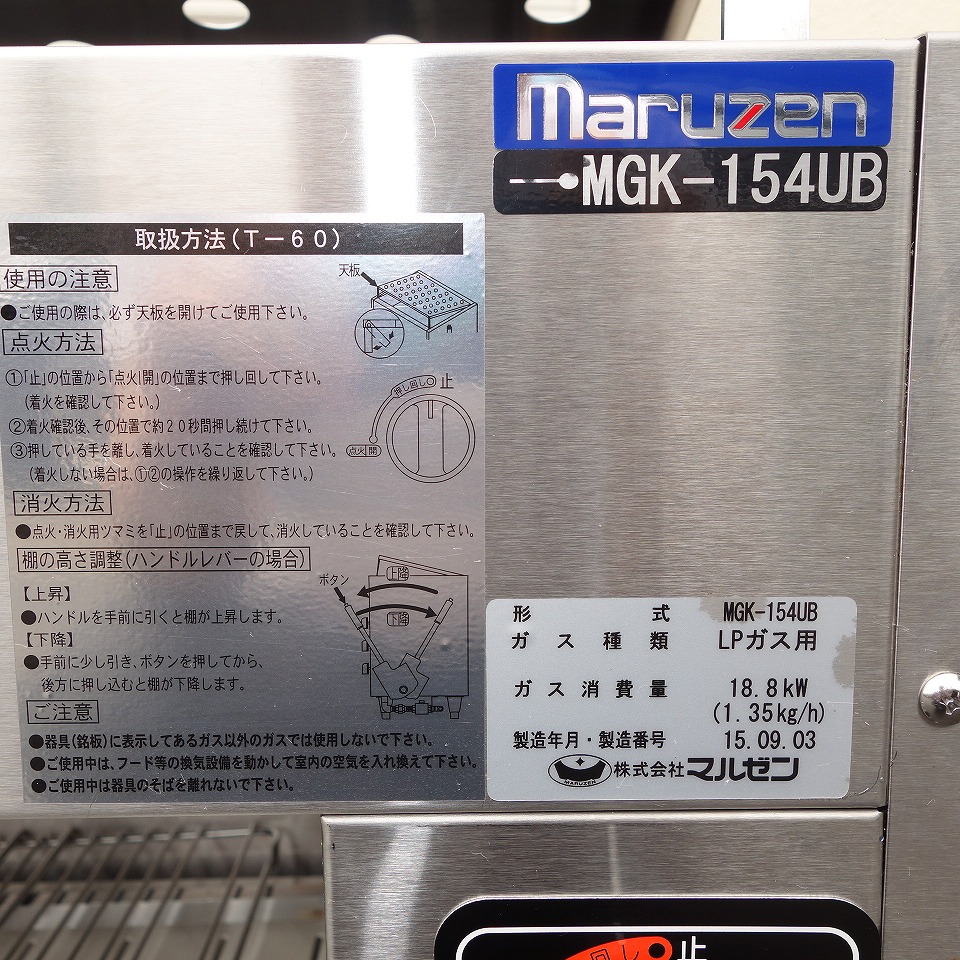 maruzen
MGK-154UB
取扱方法(T-60)
使用の注意
●ご使用の際は、必ず天板を開けてご使用下さい。
天板
点火方法
①「止」の位置から「点火|開」の位置まで押し回して下さい。
(着火を確認して下さい。)
②着火確認後、その位置で約20秒間押し続けて下さい。
③押している手を離し、着火していることを確認して下さい。
(着火しない場合は、①②の操作を繰り返して下さい。)
押し回し
止
点火|開
消火方法
●点火・消火用ツマミを「止」の位置まで戻して、消火していることを確認して下さい。
棚の高さ調整(ハンドルレバーの場合)
【上昇】
●ハンドルを手前に引くと棚が上昇します。
【下降】
●手前に少し引き、ボタンを押してから、
後方に押し込むと棚が下降します。
ボタン
上昇
下降
ご注意
●器具(銘板)に表示してあるガス以外のガスでは使用しないで下さい。
●ご使用中は、フード等の換気設備を動かして室内の空気を入れ換えて下さい。
●ご使用中は器具のそばを離れないで下さい。
形式 MGK-154UB
ガス種類 LPガス用
ガス消費量 18.8kW
(1.35kg/h)
製造年月・製造番号 15.09.03
MARUZEN 株式会社マルゼン
回し 止